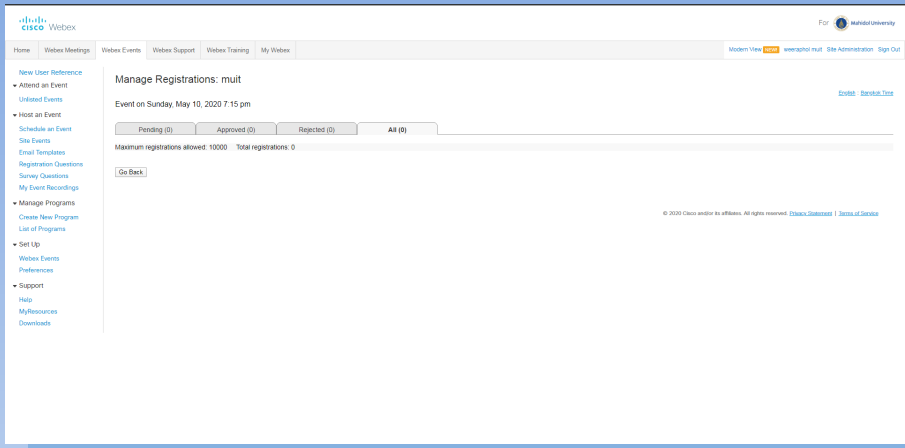 CISCO Webex
For Mahidol University
Home Webex Meetings Webex Events Webex Support Webex Training My Webex
Modern View NEW! weeraphol muit Site Administration Sign Out
New User Reference
Attend an Event
Unlisted Events
Host an Event
Schedule an Event
Site Events
Email Templates
Registration Questions
Survey Questions
My Event Recordings
Manage Programs
Create New Program
List of Programs
Set Up
Webex Events
Preferences
Support
Help
MyResources
Downloads
Manage Registrations: muit
English : Bangkok Time
Event on Sunday, May 10, 2020 7:15 pm
Pending (0) Approved (0) Rejected (0) All (0)
Maximum registrations allowed: 10000 Total registrations: 0
Go Back
© 2020 Cisco and/or its affiliates. All rights reserved. Privacy Statement | Terms of Service